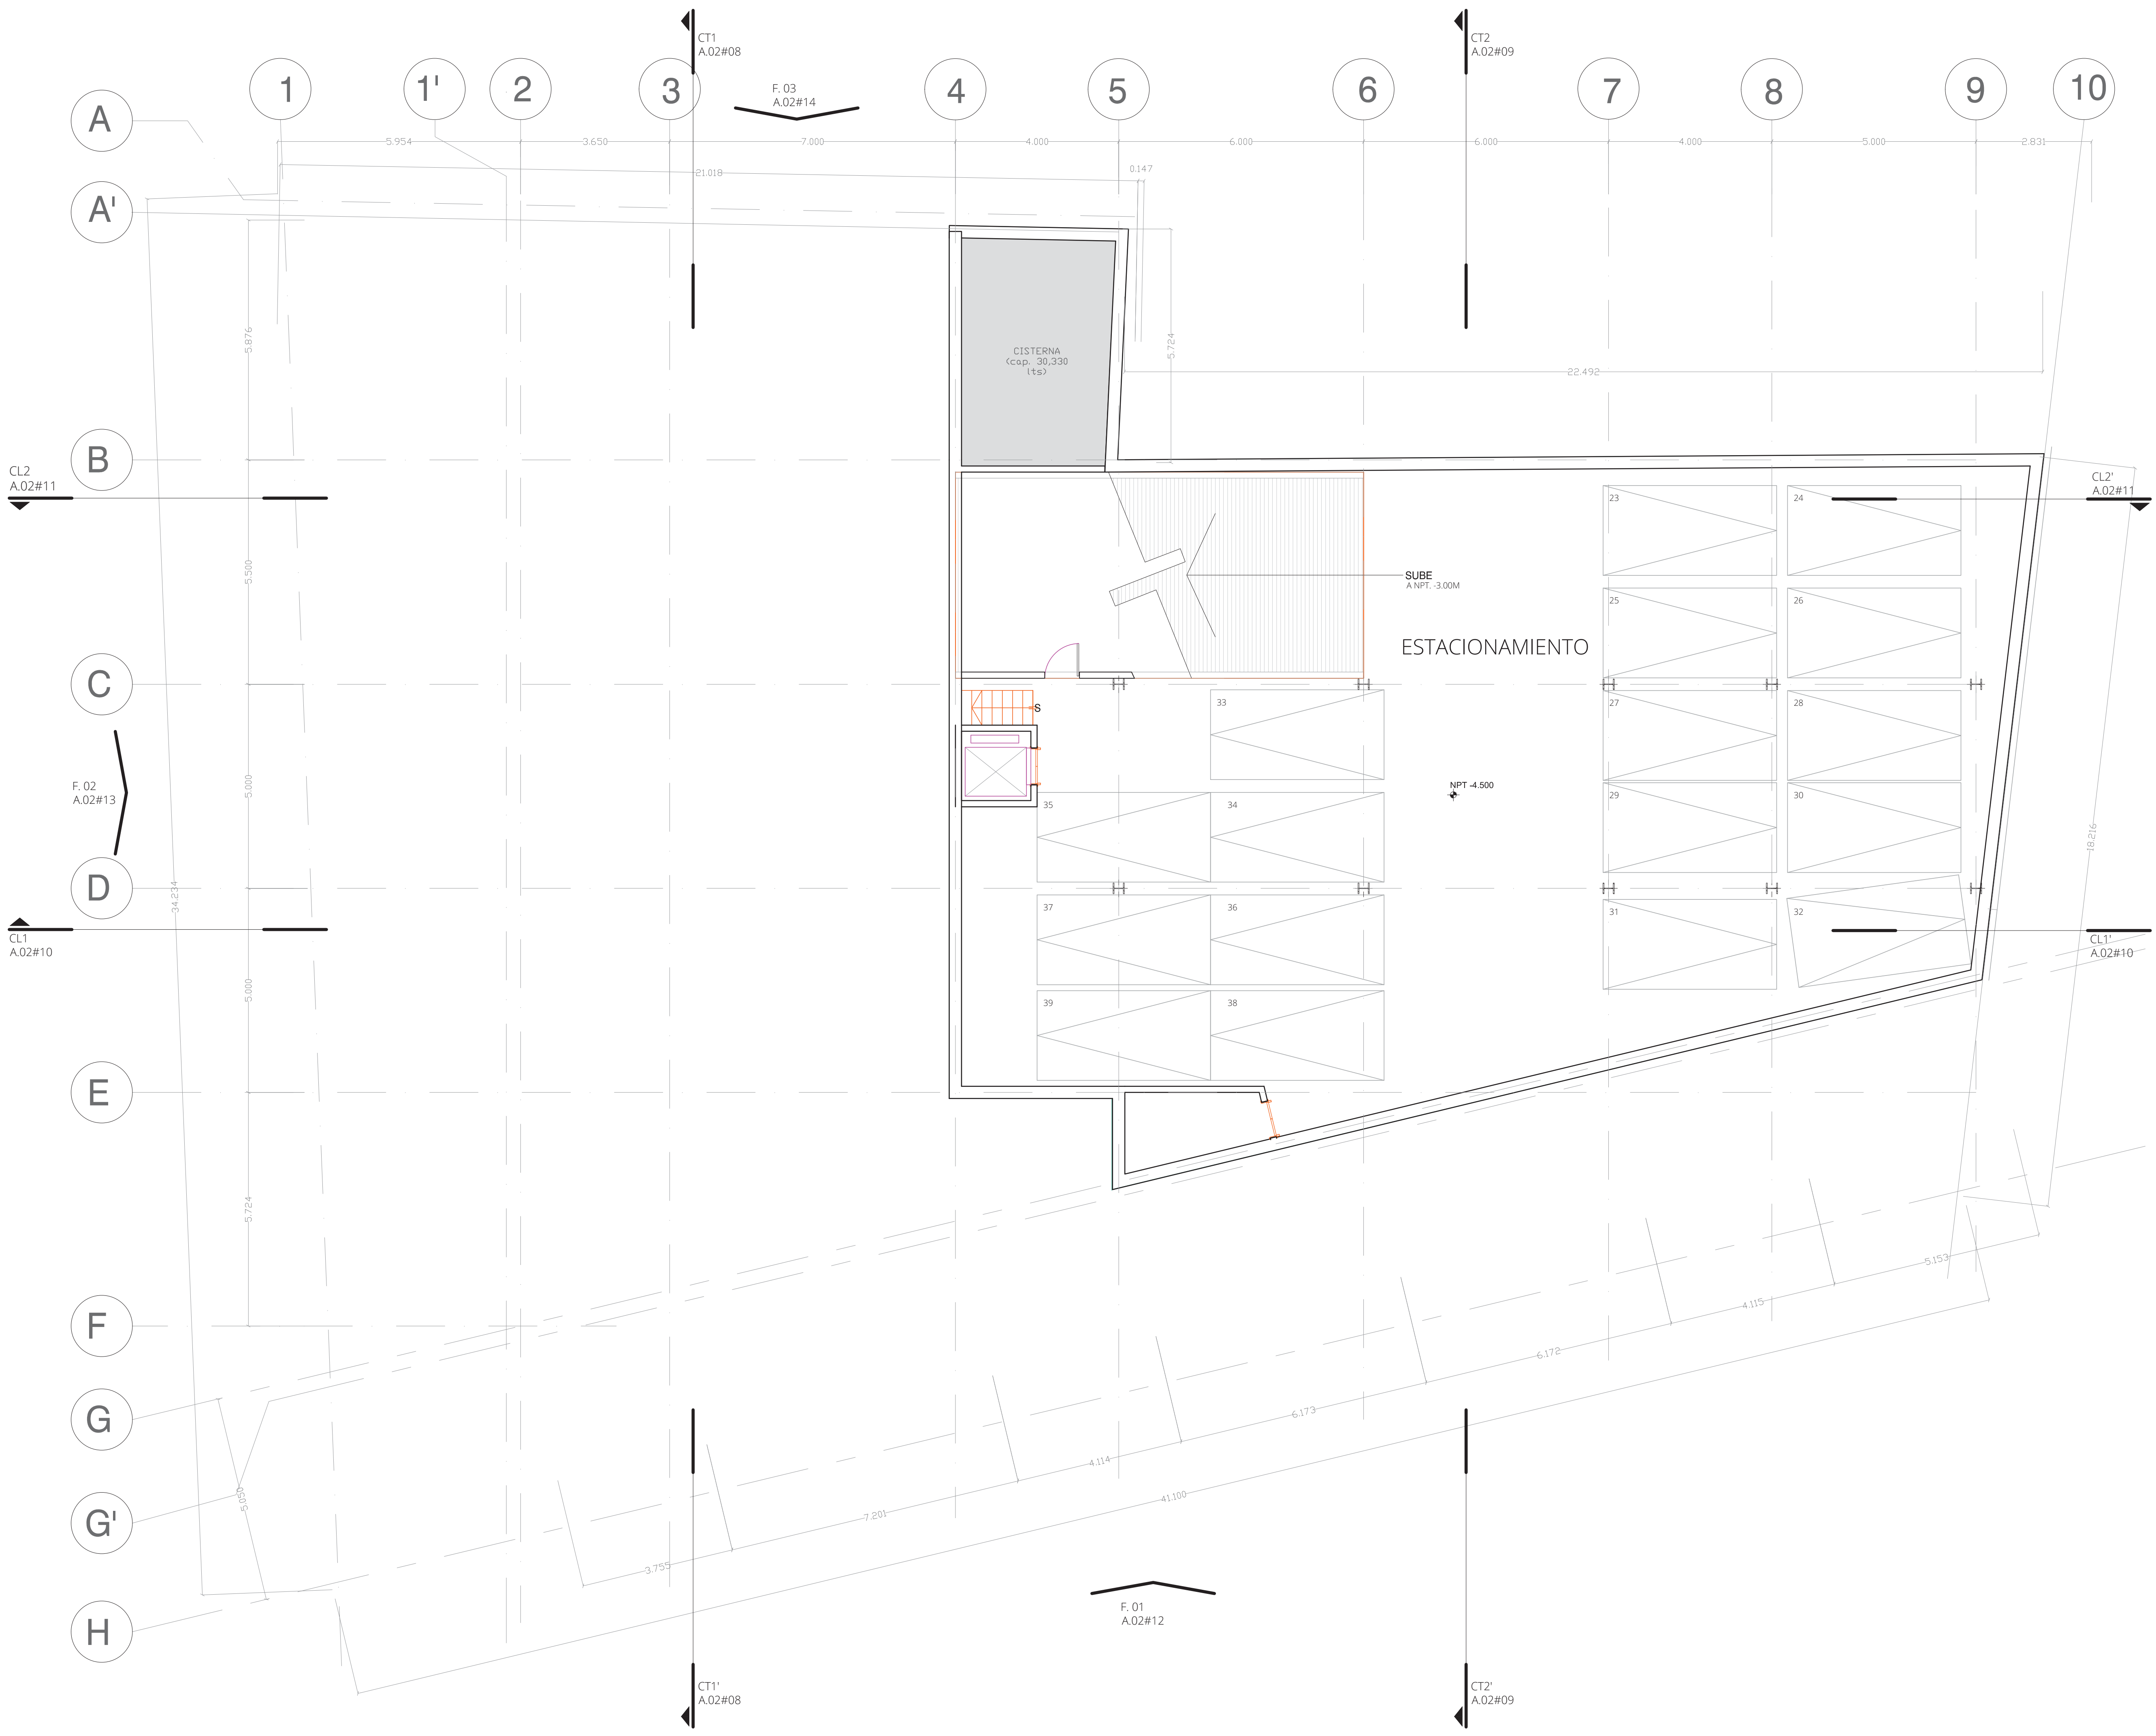 CT1
A.02#08
CT2
A.02#09
F. 03
A.02#14
1
1'
2
3
4
5
6
7
8
9
10
A
A'
B
C
D
E
F
G
G'
H
5.954
3.650
7.000
4.000
6.000
6.000
4.000
5.000
2.831
21.018
0.147
5.876
5.724
22.492
CISTERNA
(cap. 30,330
lts)
CL2
A.02#11
CL2'
A.02#11
23
24
5.500
SUBE
A NPT. -3.00M
25
26
ESTACIONAMIENTO
S
33
27
28
F. 02
A.02#13
5.000
NPT -4.500
35
34
29
30
18.216
34.234
37
36
31
32
CL1
A.02#10
CL1'
A.02#10
5.000
39
38
5.724
5.153
4.115
6.172
6.173
4.114
7.201
3.755
41.100
5.050
F. 01
A.02#12
CT1'
A.02#08
CT2'
A.02#09